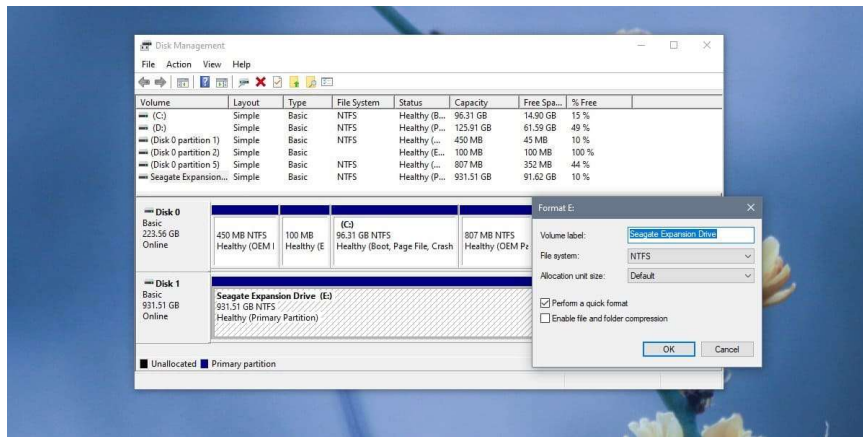 Disk Management
File Action View Help
Volume Layout Type File System Status Capacity Free Spa... % Free
(C:) Simple Basic NTFS Healthy (B... 96.31 GB 14.90 GB 15 %
(D:) Simple Basic NTFS Healthy (P... 125.91 GB 61.59 GB 49 %
(Disk 0 partition 1) Simple Basic NTFS Healthy (... 450 MB 45 MB 10 %
(Disk 0 partition 2) Simple Basic Healthy (E... 100 MB 100 MB 100 %
(Disk 0 partition 5) Simple Basic NTFS Healthy (... 807 MB 352 MB 44 %
Seagate Expansion... Simple Basic NTFS Healthy (P... 931.51 GB 91.62 GB 10 %
Disk 0
Basic
223.56 GB
Online
450 MB NTFS
Healthy (OEM
100 MB
Healthy (E
(C:)
96.31 GB NTFS
Healthy (Boot, Page File, Crash
807 MB NTFS
Healthy (OEM Pa
Disk 1
Basic
931.51 GB
Online
Seagate Expansion Drive (E:)
931.51 GB NTFS
Healthy (Primary Partition)
Unallocated Primary partition
Format E:
Volume label: Seagate Expansion Drive
File system: NTFS
Allocation unit size: Default
Perform a quick format
Enable file and folder compression
OK Cancel